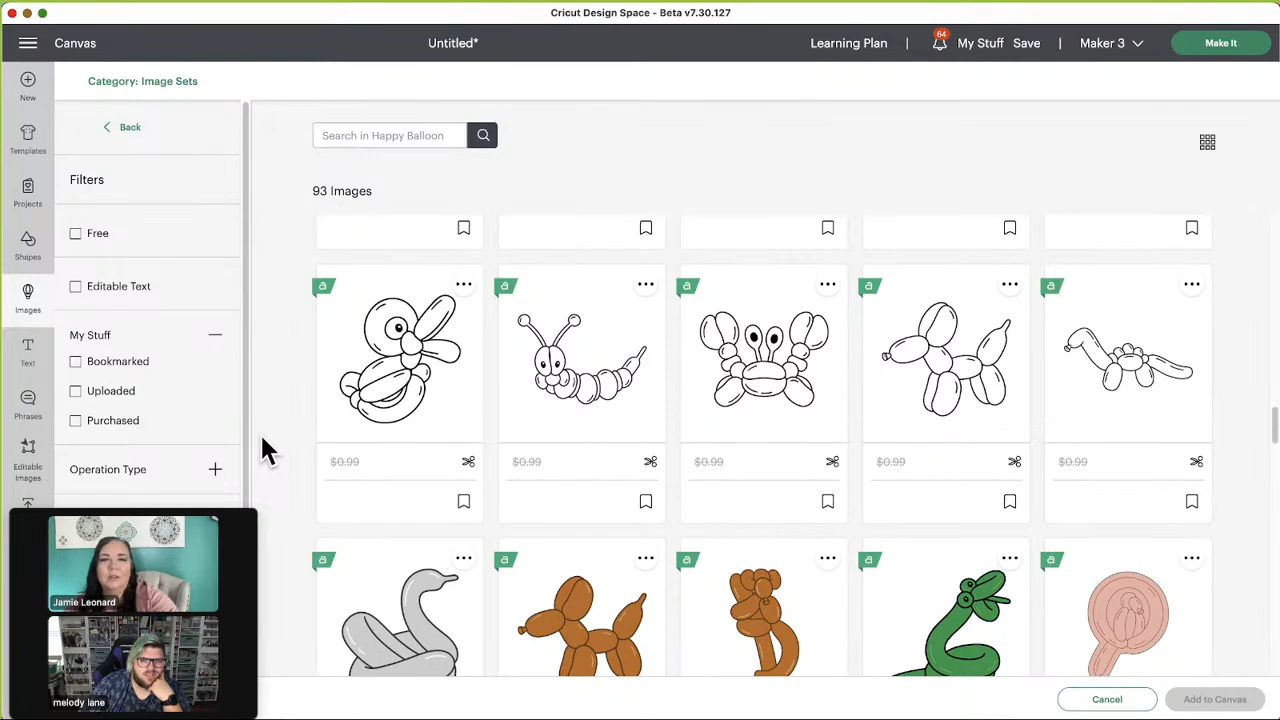 Cricut Design Space - Beta v7.30.127
Canvas
Untitled*
Learning Plan | 64 My Stuff Save | Maker 3 Make It
New
Templates
Projects
Shapes
Images
Text
Phrases
Editable
Images
Category: Image Sets
Back
Filters
Free
Editable Text
My Stuff
Bookmarked
Uploaded
Purchased
Operation Type
Search in Happy Balloon
93 Images
a a a a a
$0.99 $0.99 $0.99 $0.99 $0.99
a a a a a
Jamie Leonard
melody lane
Cancel Add to Canvas